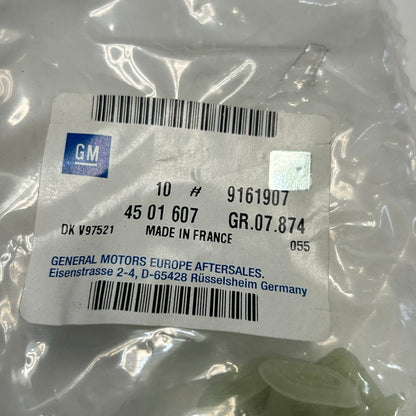 GM
10 # 9161907
45 01 607 GR.07.874
DK V97521 MADE IN FRANCE 055
GENERAL MOTORS EUROPE AFTERSALES.
Eisenstrasse 2-4, D-65428 Rüsselsheim Germany